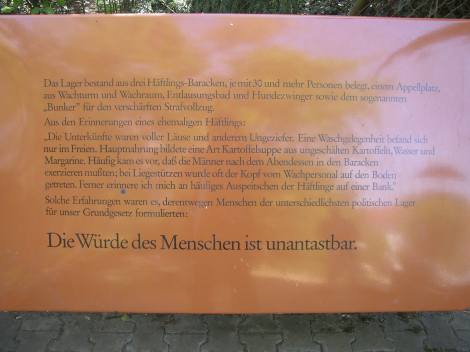 Das Lager bestand aus drei Häftlings-Baracken, je mit 30 und mehr Personen belegt, einem Appellplatz,
aus Wachturm und Wachraum, Entlausungsbad und Hundezwinger sowie dem sogenannten
„Bunker" für den verschärften Strafvollzug.
Aus den Erinnerungen eines ehemaligen Häftlings:
„Die Unterkünfte waren voller Läuse und anderem Ungeziefer. Eine Waschgelegenheit befand sich
nur im Freien. Hauptnahrung bildete eine Art Kartoffelsuppe aus ungeschälten Kartoffeln, Wasser und
Margarine. Häufig kam es vor, daß die Männer nach dem Abendessen in den Baracken
exerzieren mußten; bei Liegestützen wurde oft der Kopf vom Wachpersonal auf den Boden
getreten. Ferner erinnere ich mich an häufiges Auspeitschen der Häftlinge auf einer Bank."
Solche Erfahrungen waren es, derentwegen Menschen der unterschiedlichsten politischen Lager
für unser Grundgesetz formulierten:
Die Würde des Menschen ist unantastbar.